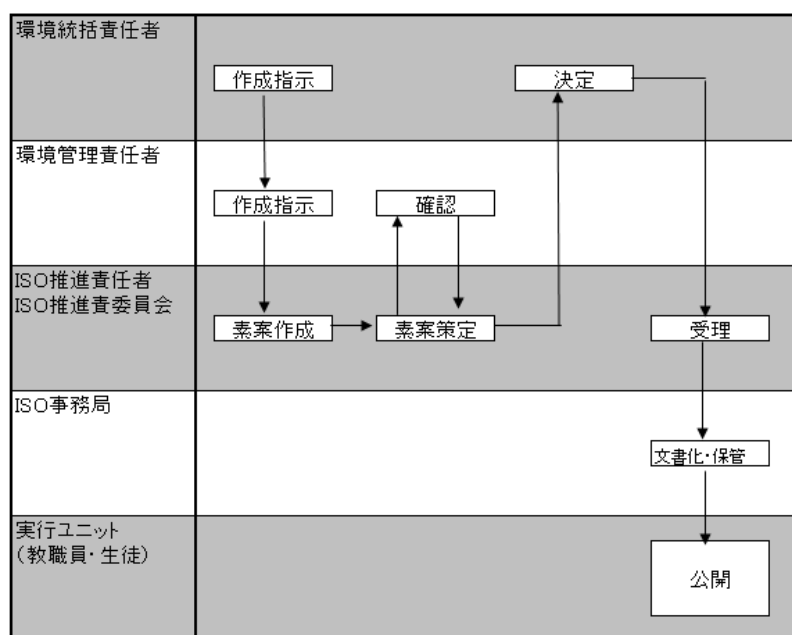 環境統括責任者
作成指示
決定
環境管理責任者
作成指示
確認
ISO推進責任者
ISO推進責委員会
素案作成
素案策定
受理
ISO事務局
文書化・保管
実行ユニット
(教職員・生徒)
公開